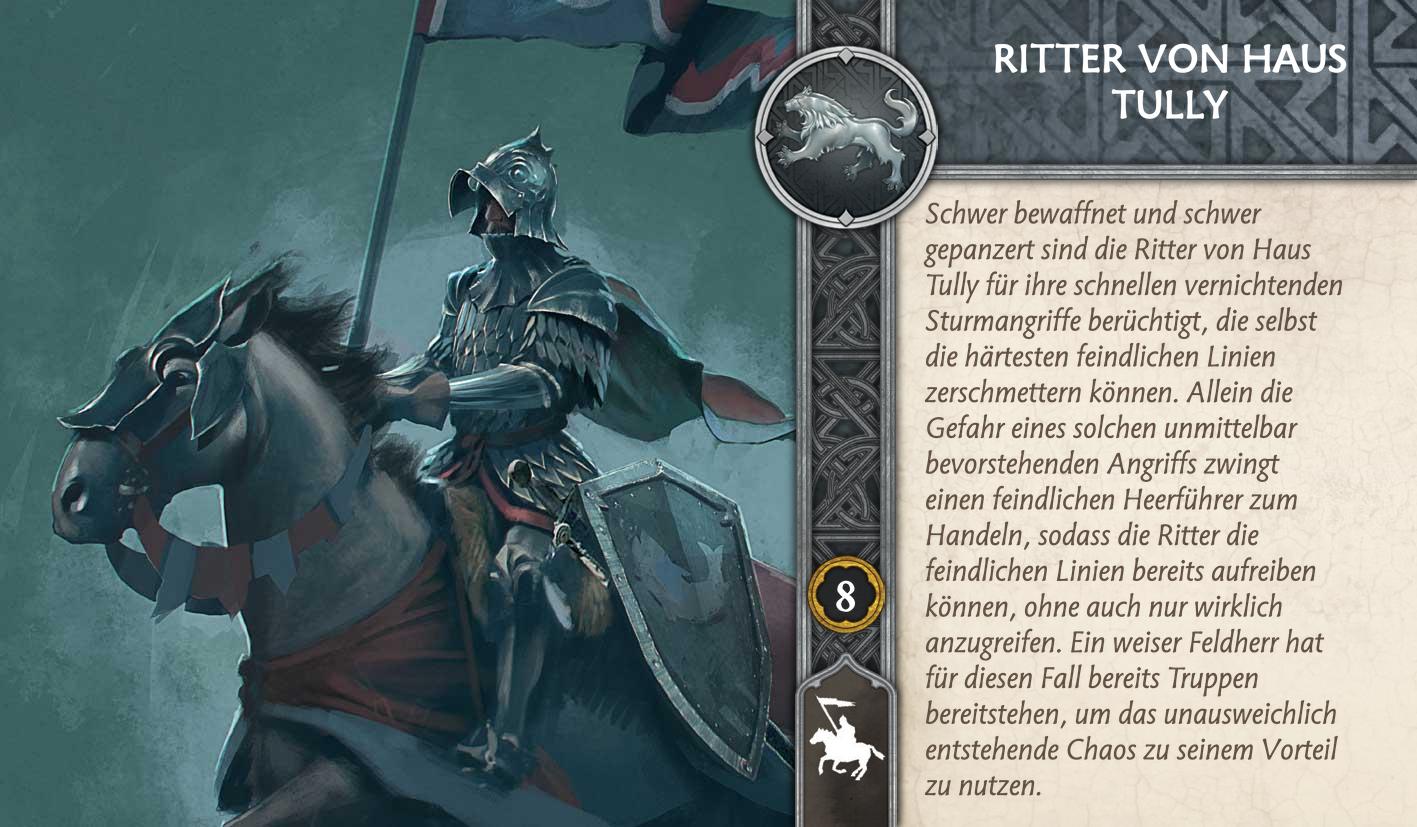 RITTER VON HAUS
TULLY
Schwer bewaffnet und schwer
gepanzert sind die Ritter von Haus
Tully für ihre schnellen vernichtenden
Sturmangriffe berüchtigt, die selbst
die härtesten feindlichen Linien
zerschmettern können. Allein die
Gefahr eines solchen unmittelbar
bevorstehenden Angriffs zwingt
einen feindlichen Heerführer zum
Handeln, sodass die Ritter die
feindlichen Linien bereits aufreiben
können, ohne auch nur wirklich
anzugreifen. Ein weiser Feldherr hat
für diesen Fall bereits Truppen
bereitstehen, um das unausweichlich
entstehende Chaos zu seinem Vorteil
zu nutzen.
8